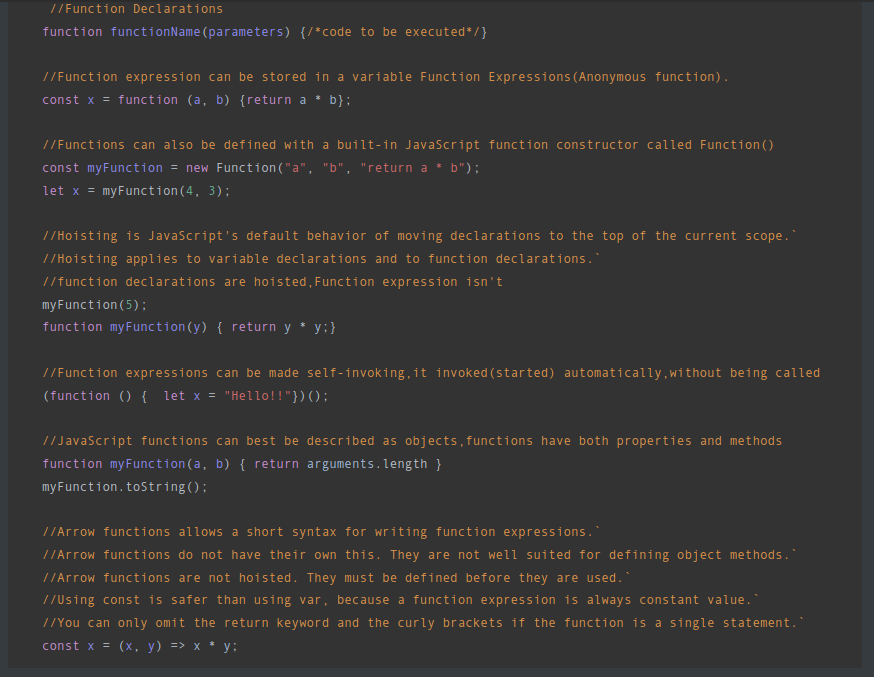 //Function Declarations
function functionName(parameters) {/*code to be executed*/}
//Function expression can be stored in a variable Function Expressions(Anonymous function).
const x = function (a, b) {return a * b};
//Functions can also be defined with a built-in JavaScript function constructor called Function()
const myFunction = new Function("a", "b", "return a * b");
let x = myFunction(4, 3);
//Hoisting is JavaScript's default behavior of moving declarations to the top of the current scope.`
//Hoisting applies to variable declarations and to function declarations.`
//function declarations are hoisted,Function expression isn't
myFunction(5);
function myFunction(y) { return y * y;}
//Function expressions can be made self-invoking,it invoked(started) automatically,without being called
(function () {  let x = "Hello!!"})();
//JavaScript functions can best be described as objects,functions have both properties and methods
function myFunction(a, b) { return arguments.length }
myFunction.toString();
//Arrow functions allows a short syntax for writing function expressions.`
//Arrow functions do not have their own this. They are not well suited for defining object methods.`
//Arrow functions are not hoisted. They must be defined before they are used.`
//Using const is safer than using var, because a function expression is always constant value.`
//You can only omit the return keyword and the curly brackets if the function is a single statement.`
const x = (x, y) => x * y;